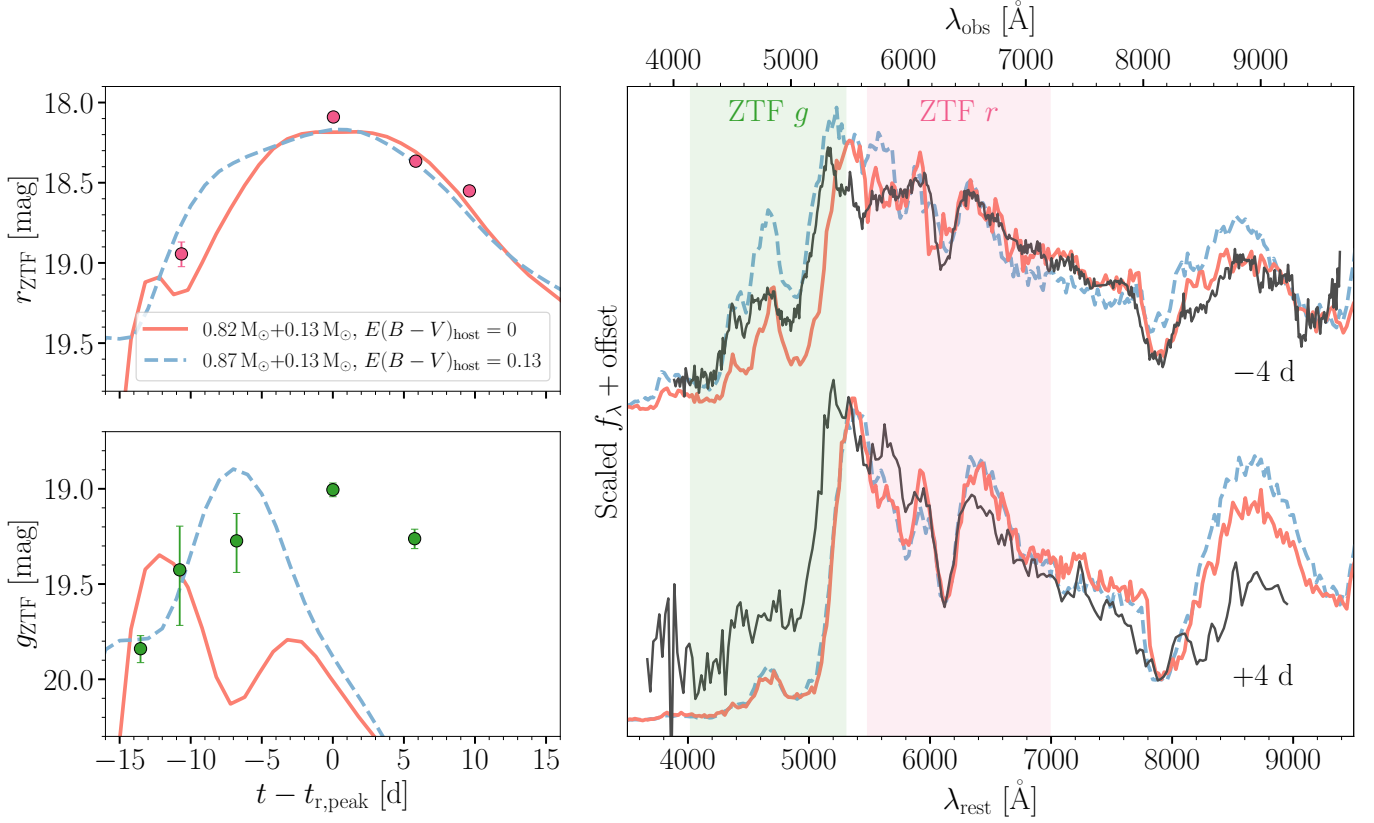 18.0
18.5
19.0
19.5
r_ZTF [mag]
0.82 M⊙+0.13 M⊙, E(B − V)host = 0
0.87 M⊙+0.13 M⊙, E(B − V)host = 0.13
19.0
19.5
20.0
g_ZTF [mag]
−15 −10 −5 0 5 10 15
t − t_r,peak [d]
λ_obs [Å]
4000 5000 6000 7000 8000 9000
ZTF g
ZTF r
−4 d
+4 d
Scaled f_λ + offset
4000 5000 6000 7000 8000 9000
λ_rest [Å]